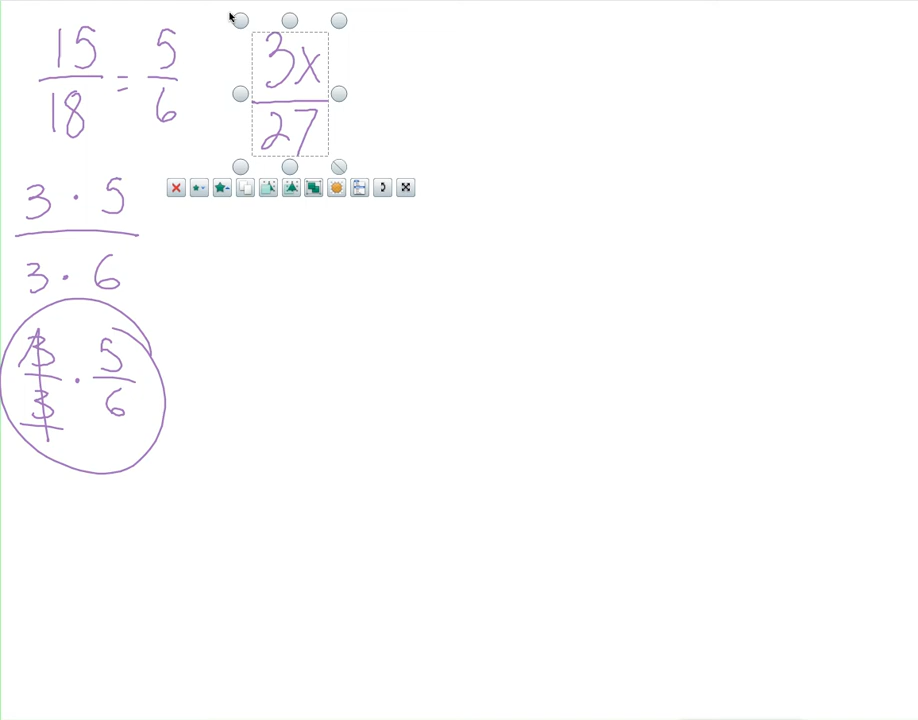 15/18 = 5/6
3x/27
3 · 5
3 · 6
3/3 · 5/6